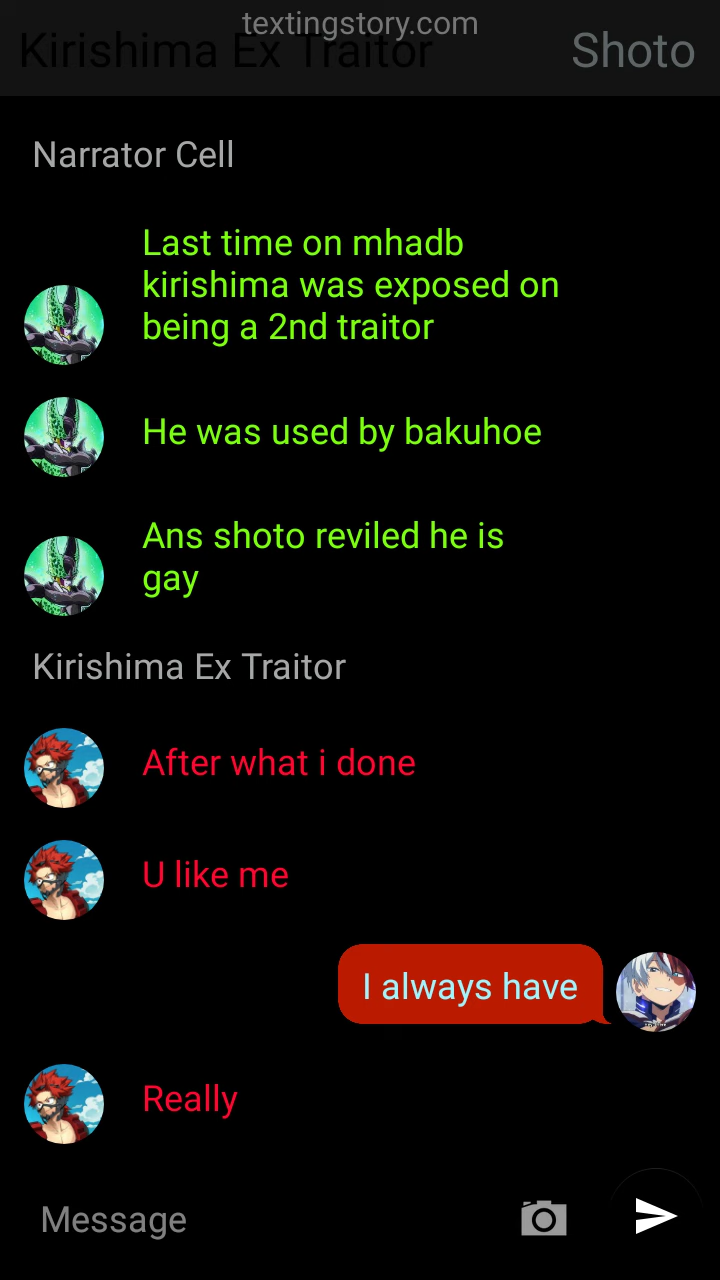 textingstory.com
Kirishima Ex Traitor
Shoto
Narrator Cell
Last time on mhadb
kirishima was exposed on
being a 2nd traitor
He was used by bakuhoe
Ans shoto reviled he is
gay
Kirishima Ex Traitor
After what i done
U like me
I always have
Really
Message